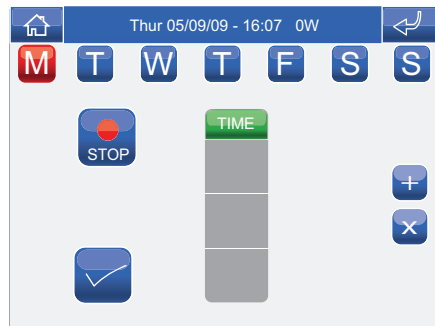 Thur 05/09/09 - 16:07 0W
M T W T F S S
TIME
STOP
+
x